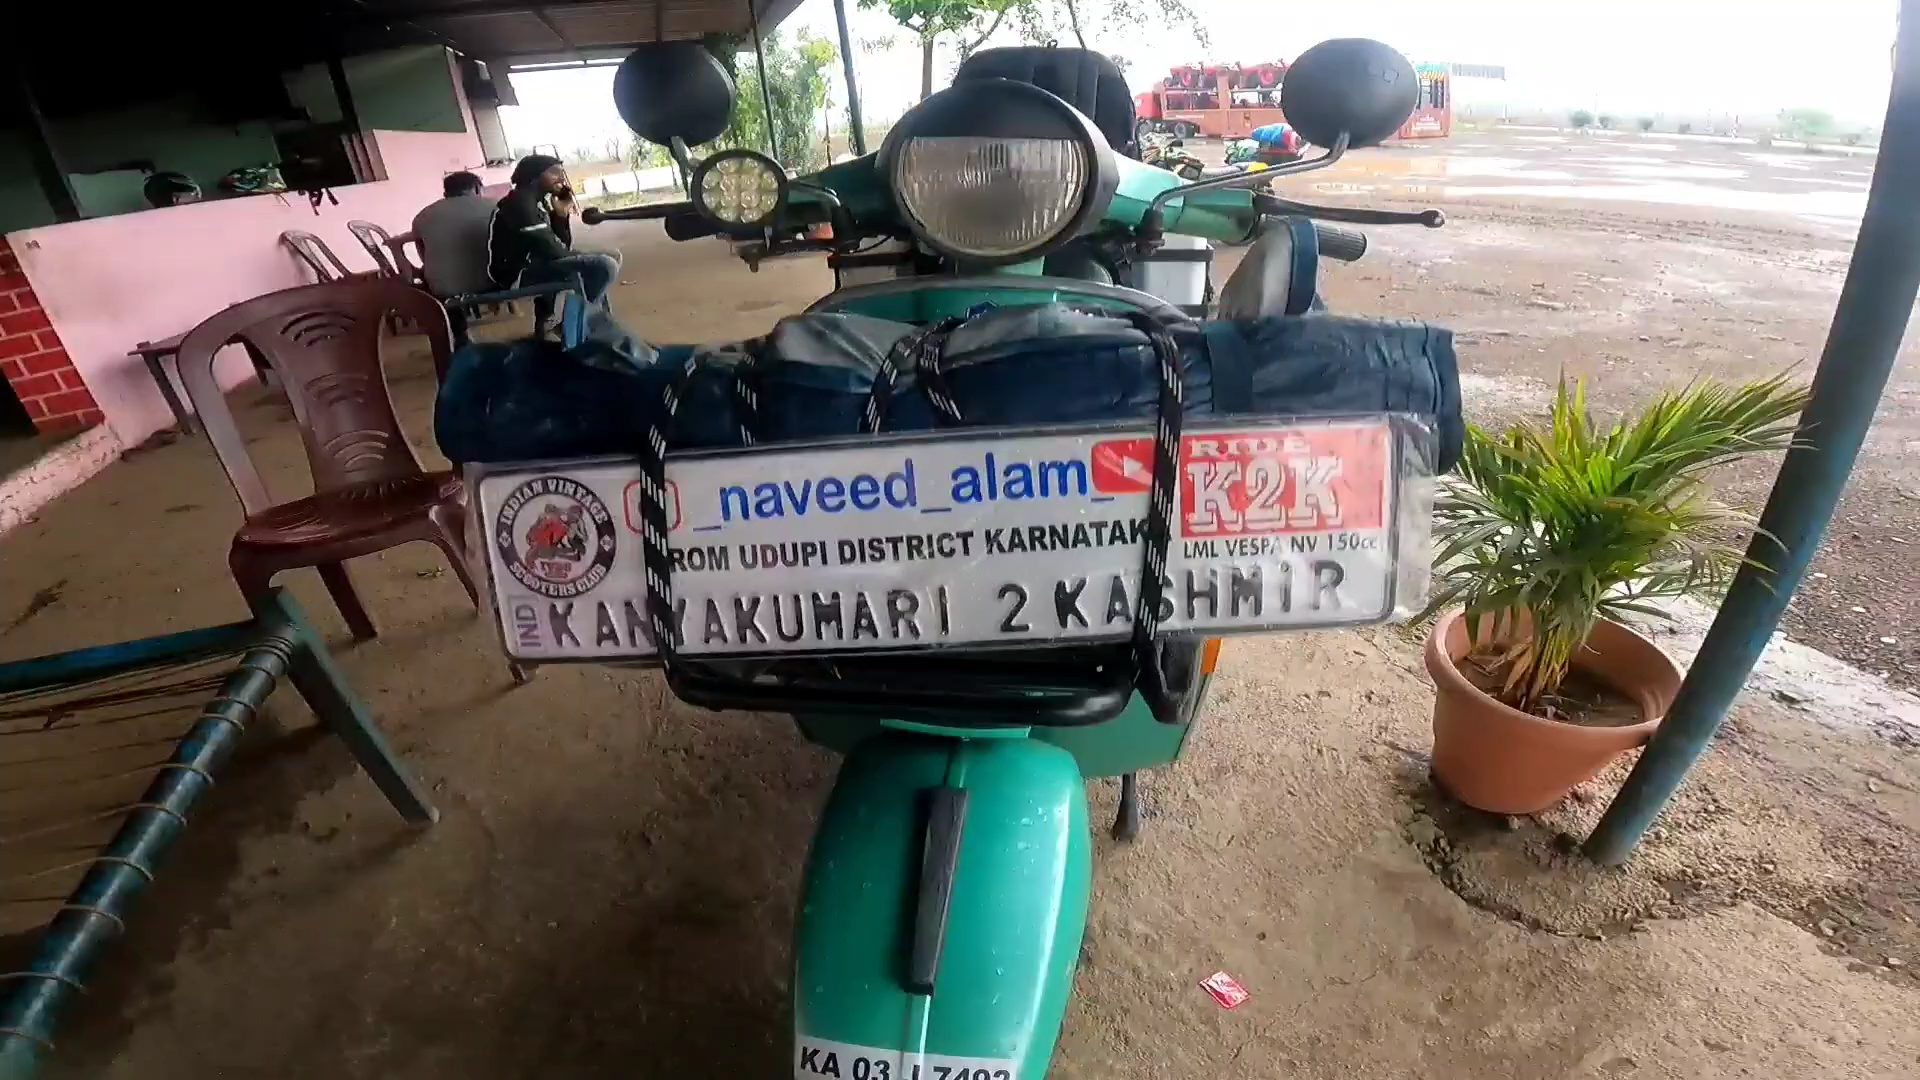 INDIAN VINTAGE
SCOOTERS CLUB
_naveed_alam_
RIDE
K2K
ROM UDUPI DISTRICT KARNATAK
LML VESPA NV 150cc
IND
KANYAKUMARI 2 KASHMIR
KA 03 J 7492